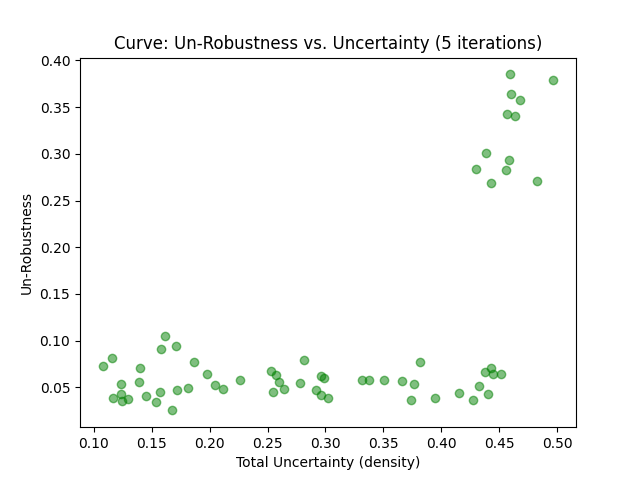 Curve: Un-Robustness vs. Uncertainty (5 iterations)
Un-Robustness
0.40
0.35
0.30
0.25
0.20
0.15
0.10
0.05
0.10 0.15 0.20 0.25 0.30 0.35 0.40 0.45 0.50
Total Uncertainty (density)